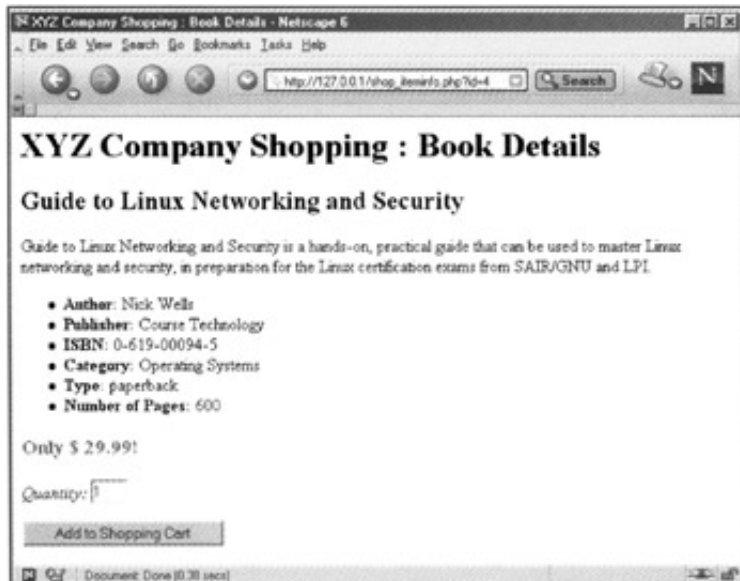 XYZ Company Shopping : Book Details - Netscape 6
File Edit View Search Go Bookmarks Tasks Help
http://127.0.0.1/shop_iteminfo.php?id=4 Search N
XYZ Company Shopping : Book Details
Guide to Linux Networking and Security
Guide to Linux Networking and Security is a hands-on, practical guide that can be used to master Linux
networking and security, in preparation for the Linux certification exams from SAIR/GNU and LPI.
• Author: Nick Wells
• Publisher: Course Technology
• ISBN: 0-619-00094-5
• Category: Operating Systems
• Type: paperback
• Number of Pages: 600
Only $ 29.99!
Quantity: 1
Add to Shopping Cart
Document: Done (0.38 secs)